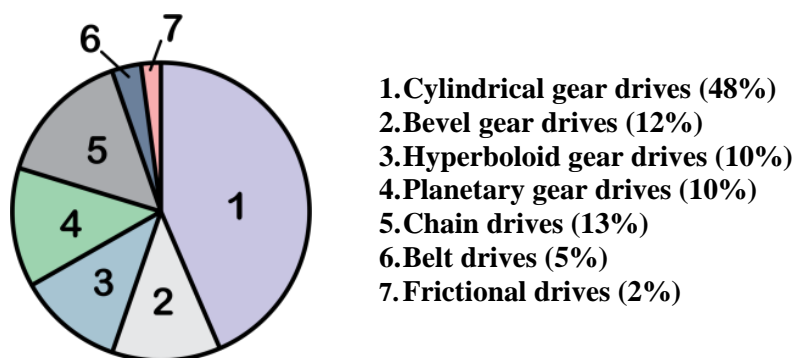 6 7
5
1
4
3
2
1.Cylindrical gear drives (48%)
2.Bevel gear drives (12%)
3.Hyperboloid gear drives (10%)
4.Planetary gear drives (10%)
5.Chain drives (13%)
6.Belt drives (5%)
7.Frictional drives (2%)